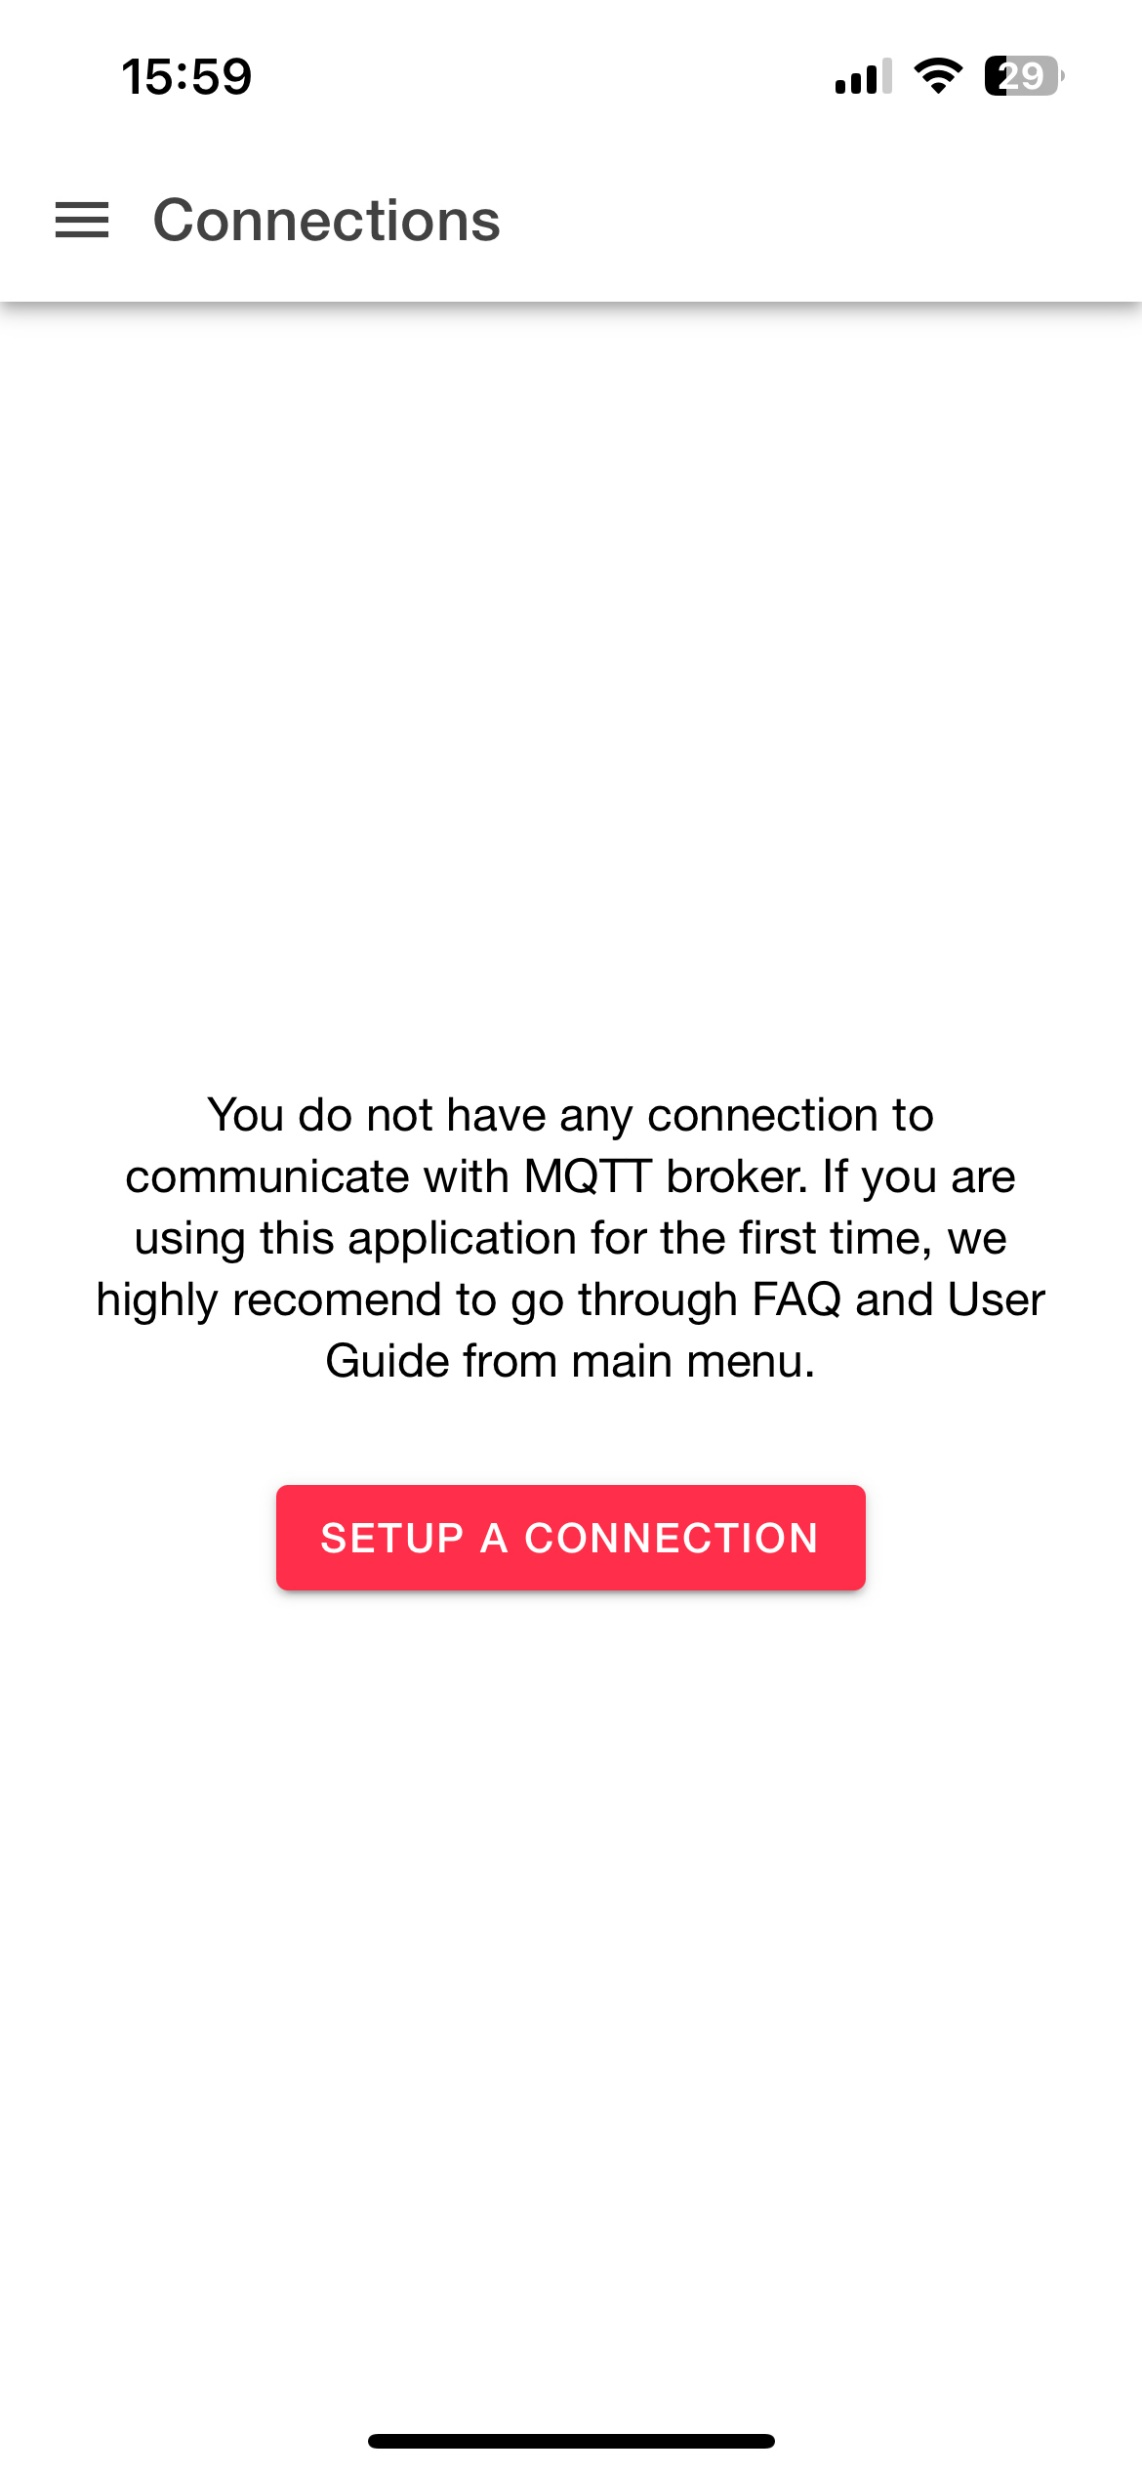 15:59
29
Connections
You do not have any connection to
communicate with MQTT broker. If you are
using this application for the first time, we
highly recomend to go through FAQ and User
Guide from main menu.
SETUP A CONNECTION